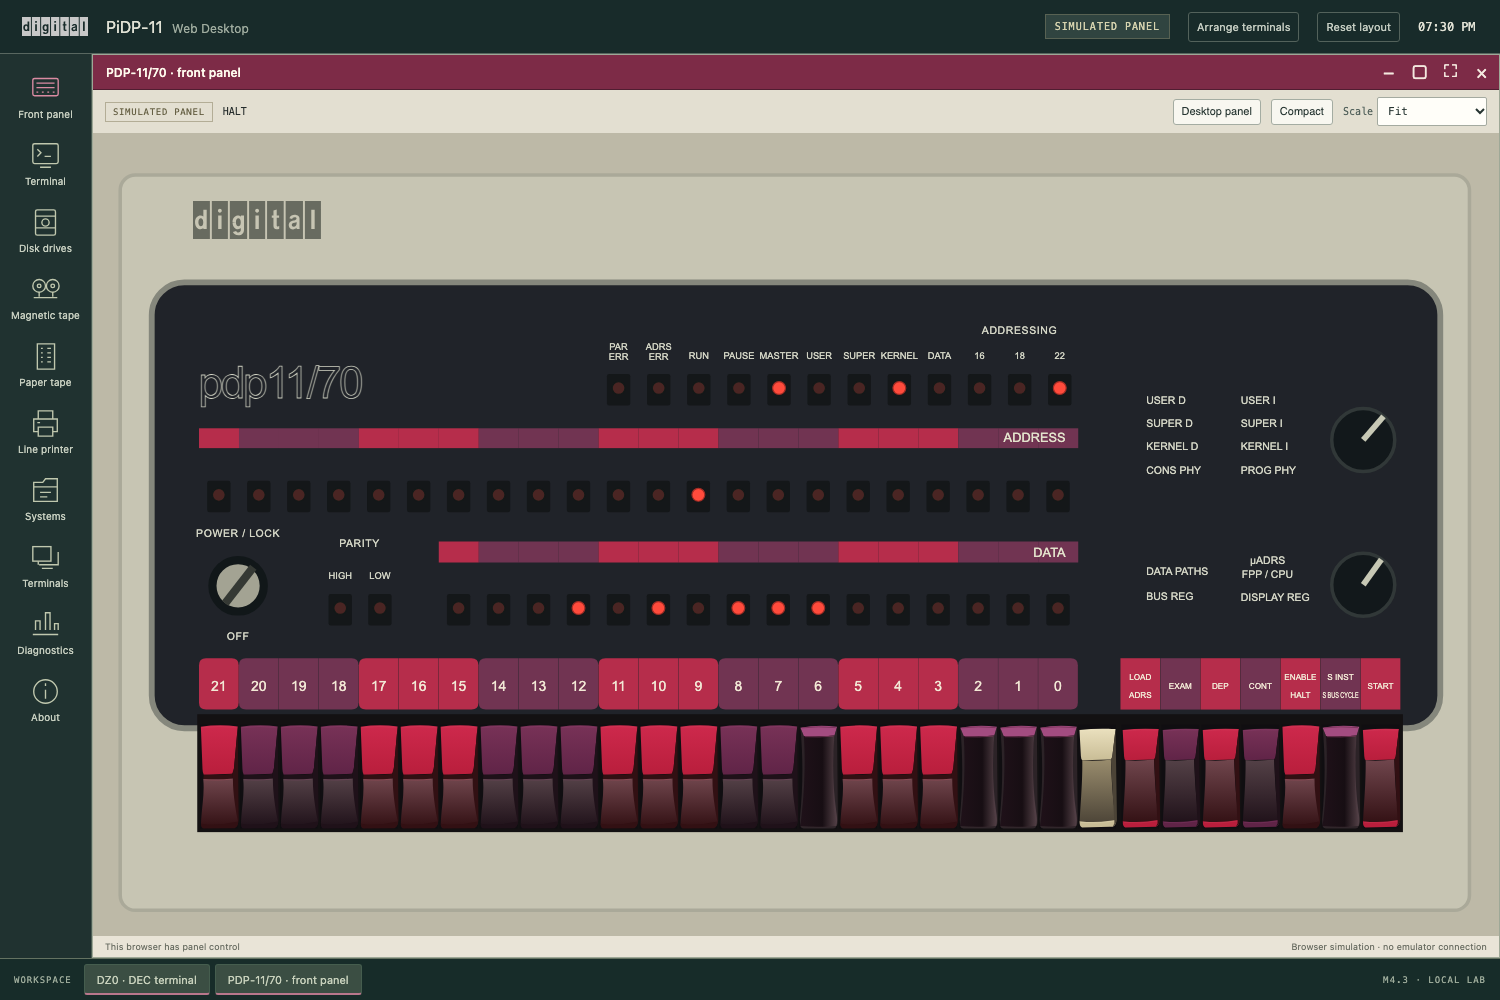 digital PiDP-11 Web Desktop SIMULATED PANEL Arrange terminals Reset layout 07:30 PM
PDP-11/70 · front panel
SIMULATED PANEL HALT Desktop panel Compact Scale Fit
Front panel
Terminal
Disk drives
Magnetic tape
Paper tape
Line printer
Systems
Terminals
Diagnostics
About
digital
ADDRESSING
PAR ERR ADRS ERR RUN PAUSE MASTER USER SUPER KERNEL DATA 16 18 22
pdp11/70
ADDRESS
USER D USER I
SUPER D SUPER I
KERNEL D KERNEL I
CONS PHY PROG PHY
POWER / LOCK
OFF
PARITY
HIGH LOW
DATA
DATA PATHS µADRS FPP / CPU
BUS REG DISPLAY REG
21 20 19 18 17 16 15 14 13 12 11 10 9 8 7 6 5 4 3 2 1 0
LOAD ADRS EXAM DEP CONT ENABLE HALT S INST S BUS CYCLE START
This browser has panel control Browser simulation · no emulator connection
WORKSPACE DZ0 · DEC terminal PDP-11/70 · front panel M4.3 · LOCAL LAB